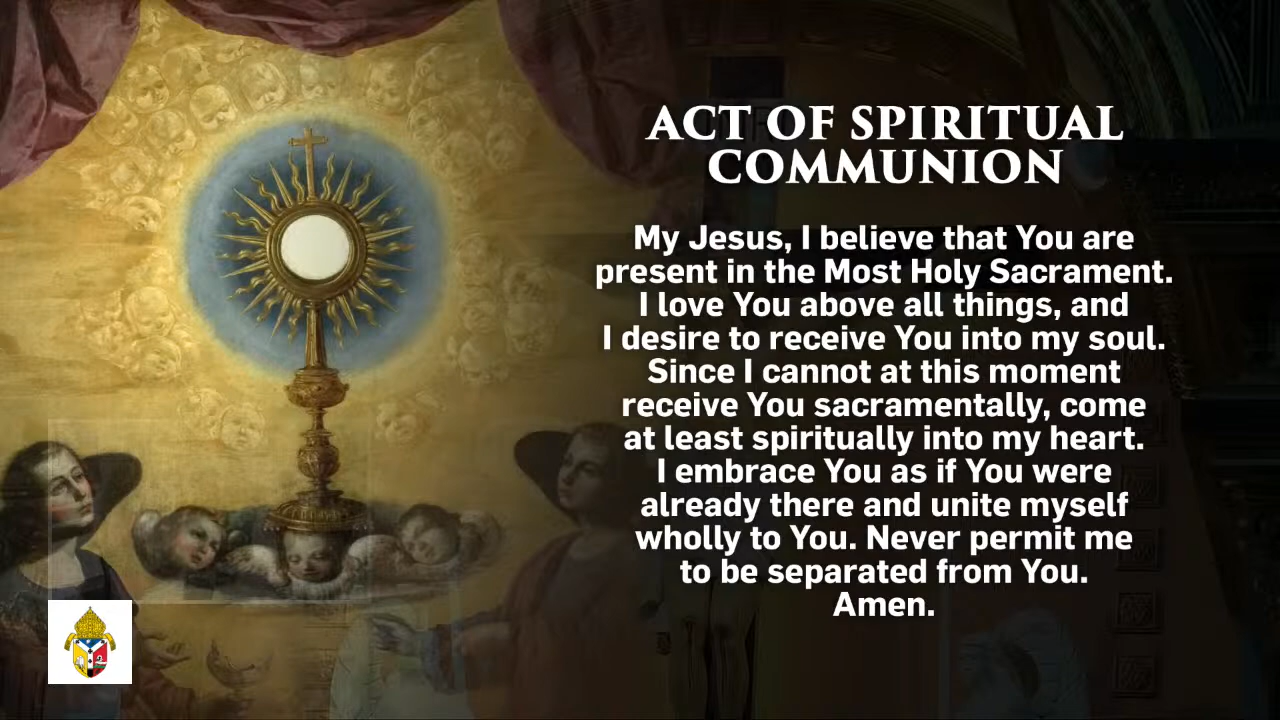 ACT OF SPIRITUAL
COMMUNION
My Jesus, I believe that You are
present in the Most Holy Sacrament.
I love You above all things, and
I desire to receive You into my soul.
Since I cannot at this moment
receive You sacramentally, come
at least spiritually into my heart.
I embrace You as if You were
already there and unite myself
wholly to You. Never permit me
to be separated from You.
Amen.